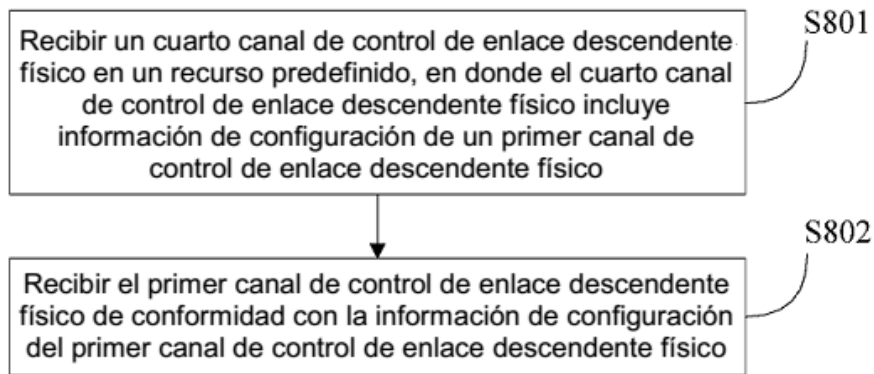 S801
Recibir un cuarto canal de control de enlace descendente
físico en un recurso predefinido, en donde el cuarto canal
de control de enlace descendente físico incluye
información de configuración de un primer canal de
control de enlace descendente físico
S802
Recibir el primer canal de control de enlace descendente
físico de conformidad con la información de configuración
del primer canal de control de enlace descendente físico